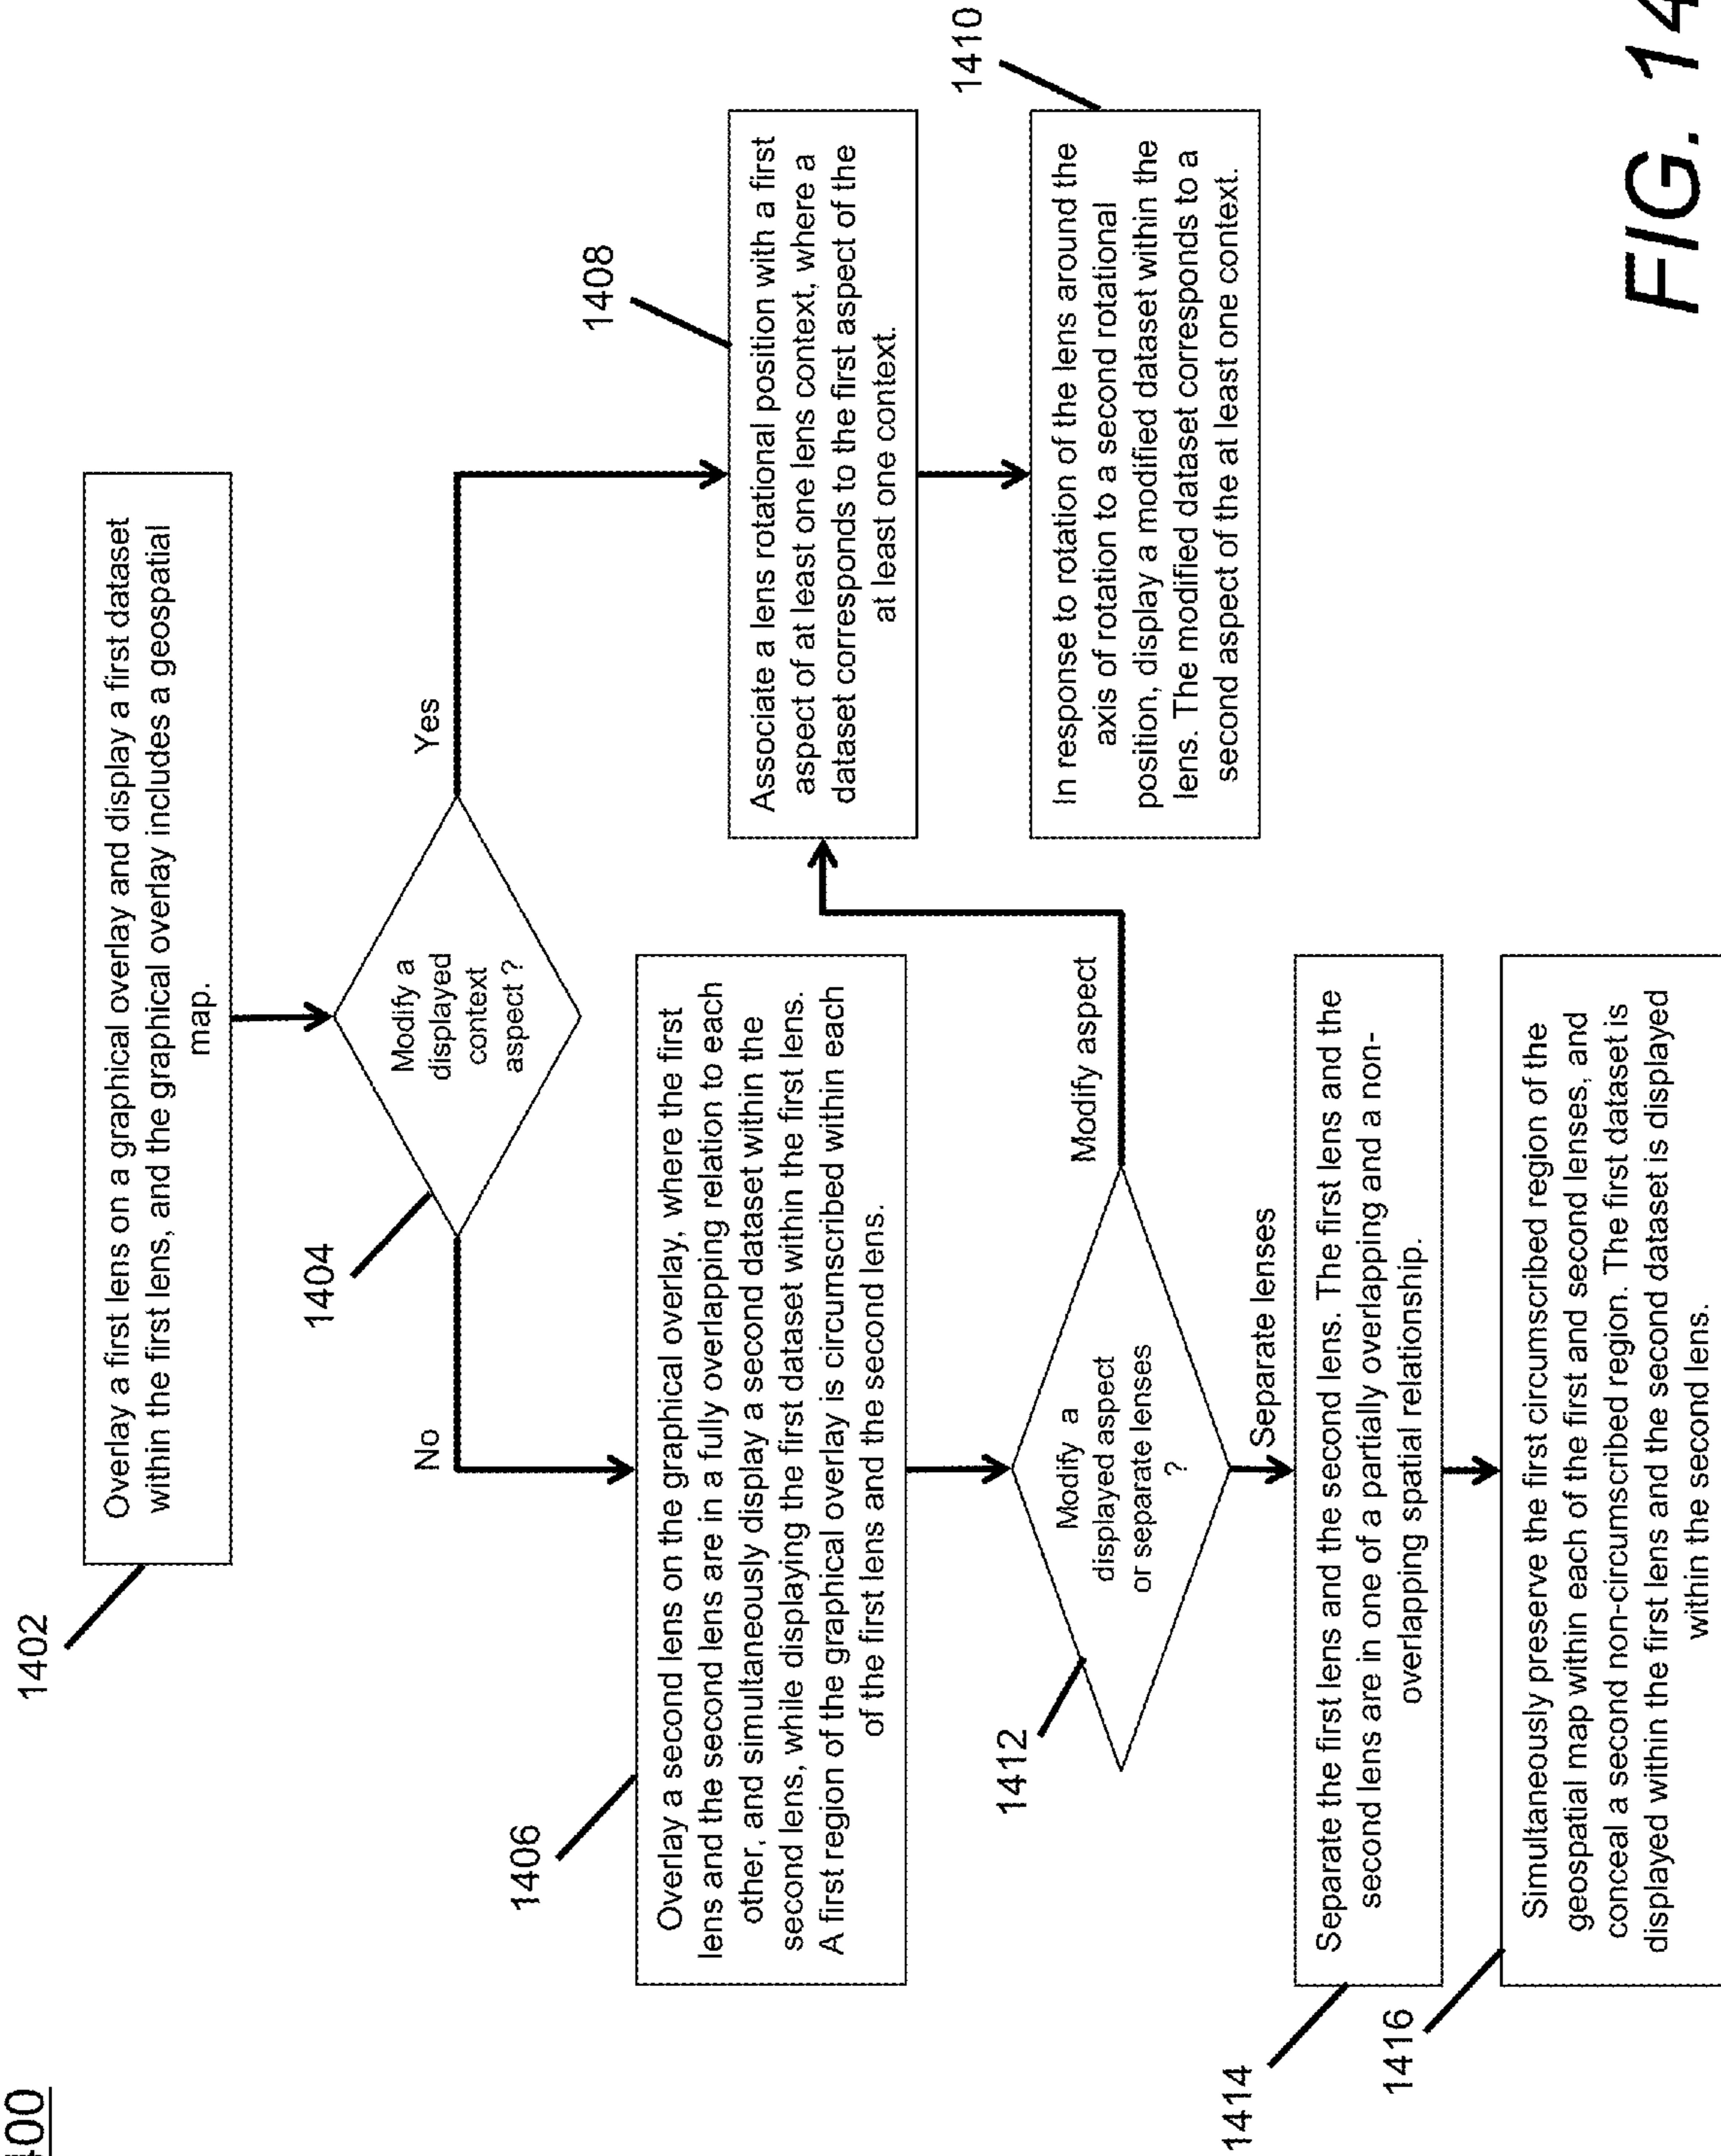 400
1402
Overlay a first lens on a graphical overlay and display a first dataset
within the first lens, and the graphical overlay includes a geospatial
map.
1404
Modify a
displayed
context
aspect ?
No
Yes
1406
Overlay a second lens on the graphical overlay, where the first
lens and the second lens are in a fully overlapping relation to each
other, and simultaneously display a second dataset within the
second lens, while displaying the first dataset within the first lens.
A first region of the graphical overlay is circumscribed within each
of the first lens and the second lens.
1408
Associate a lens rotational position with a first
aspect of at least one lens context, where a
dataset corresponds to the first aspect of the
at least one context.
1410
In response to rotation of the lens around the
axis of rotation to a second rotational
position, display a modified dataset within the
lens. The modified dataset corresponds to a
second aspect of the at least one context.
1412
Modify a
displayed aspect
or separate lenses
?
Modify aspect
Separate lenses
1414
Separate the first lens and the second lens. The first lens and the
second lens are in one of a partially overlapping and a non-
overlapping spatial relationship.
1416
Simultaneously preserve the first circumscribed region of the
geospatial map within each of the first and second lenses, and
conceal a second non-circumscribed region. The first dataset is
displayed within the first lens and the second dataset is displayed
within the second lens.
FIG. 14